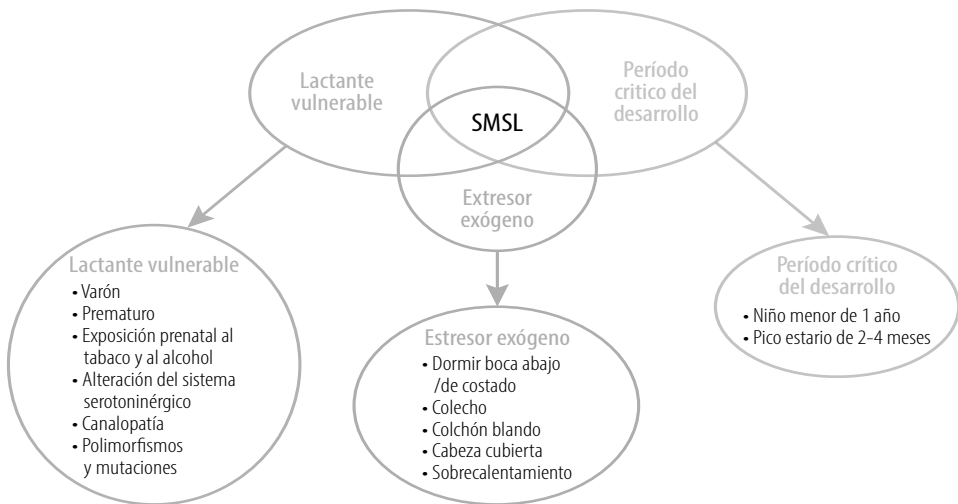 Lactante
vulnerable
Período
critico del
desarrollo
SMSL
Extresor
exógeno
Lactante vulnerable
• Varón
• Prematuro
• Exposición prenatal al
tabaco y al alcohol
• Alteración del sistema
serotoninérgico
• Canalopatía
• Polimorfismos
y mutaciones
Estresor exógeno
• Dormir boca abajo
/de costado
• Colecho
• Colchón blando
• Cabeza cubierta
• Sobrecalentamiento
Período crítico
del desarrollo
• Niño menor de 1 año
• Pico estario de 2-4 meses